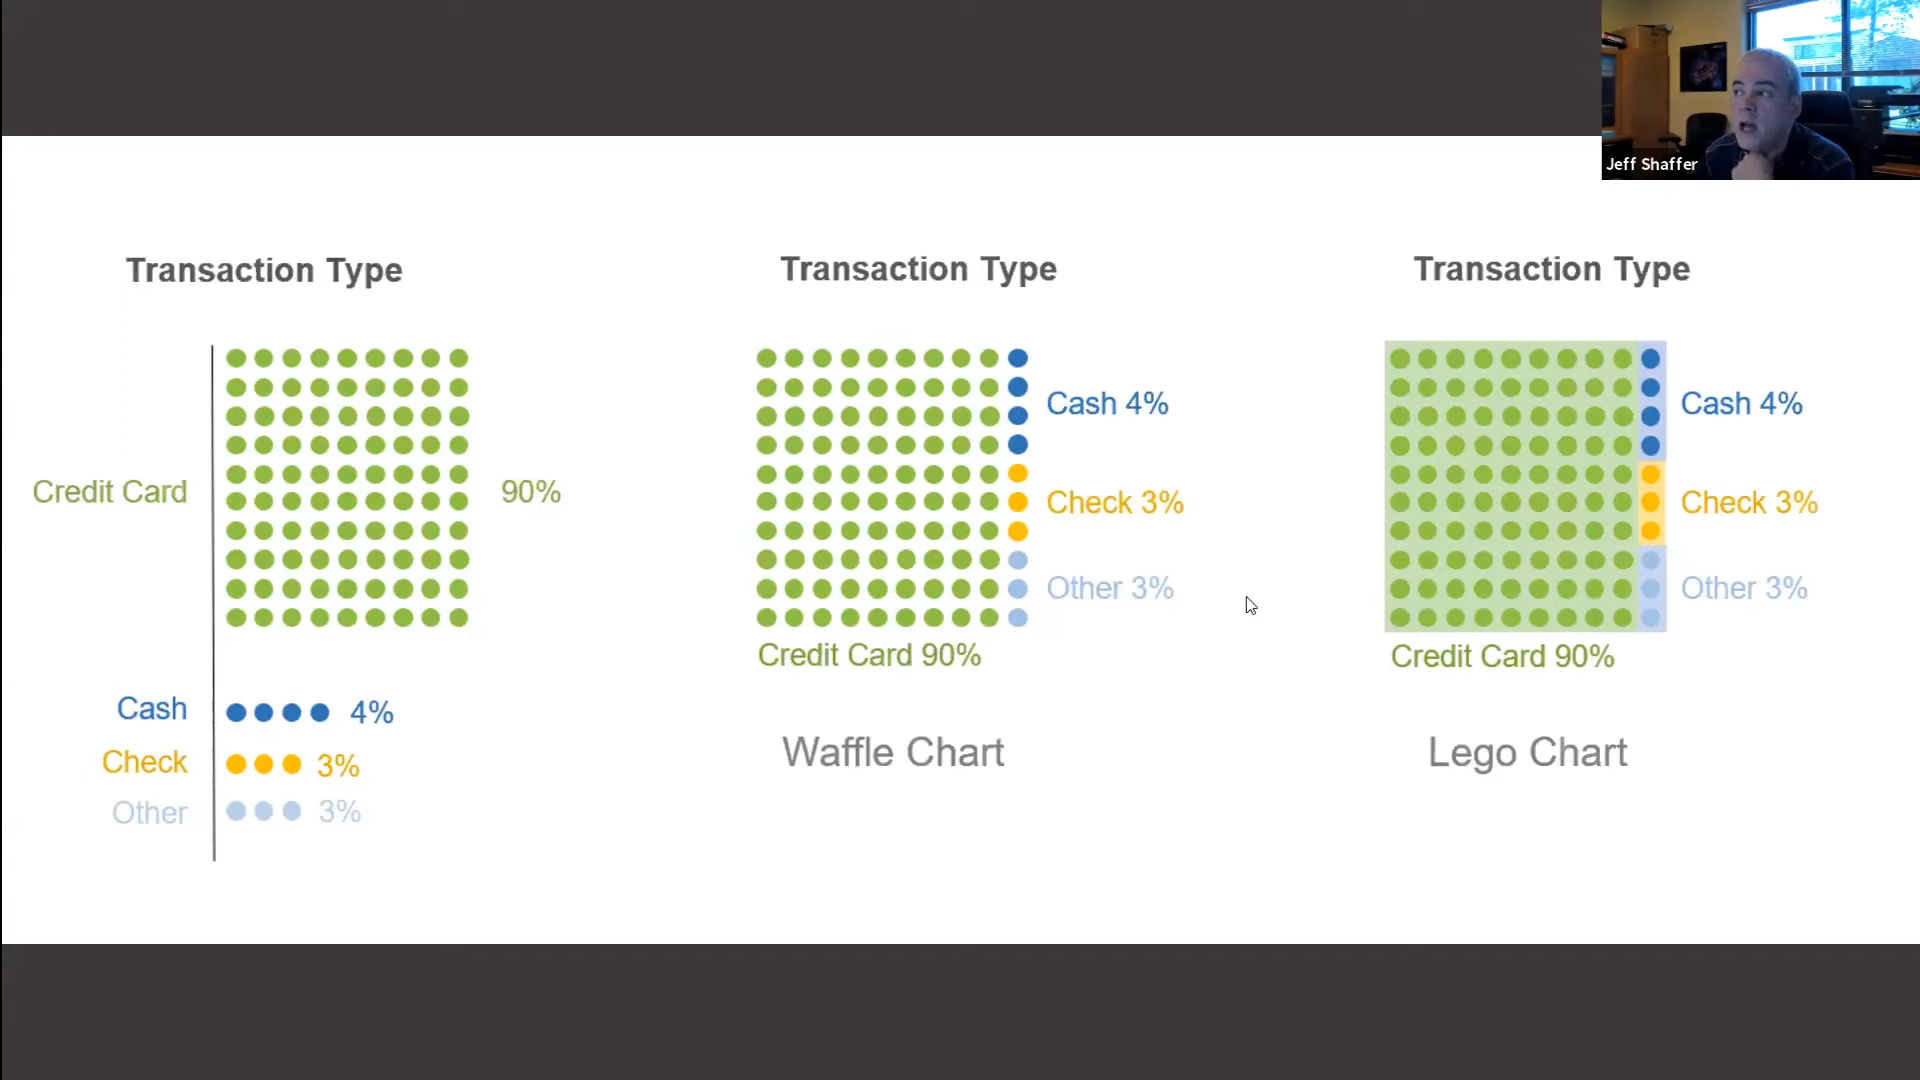 Jeff Shaffer
Transaction Type
Credit Card
90%
Cash
4%
Check
3%
Other
3%
Transaction Type
Cash 4%
Check 3%
Other 3%
Credit Card 90%
Waffle Chart
Transaction Type
Cash 4%
Check 3%
Other 3%
Credit Card 90%
Lego Chart